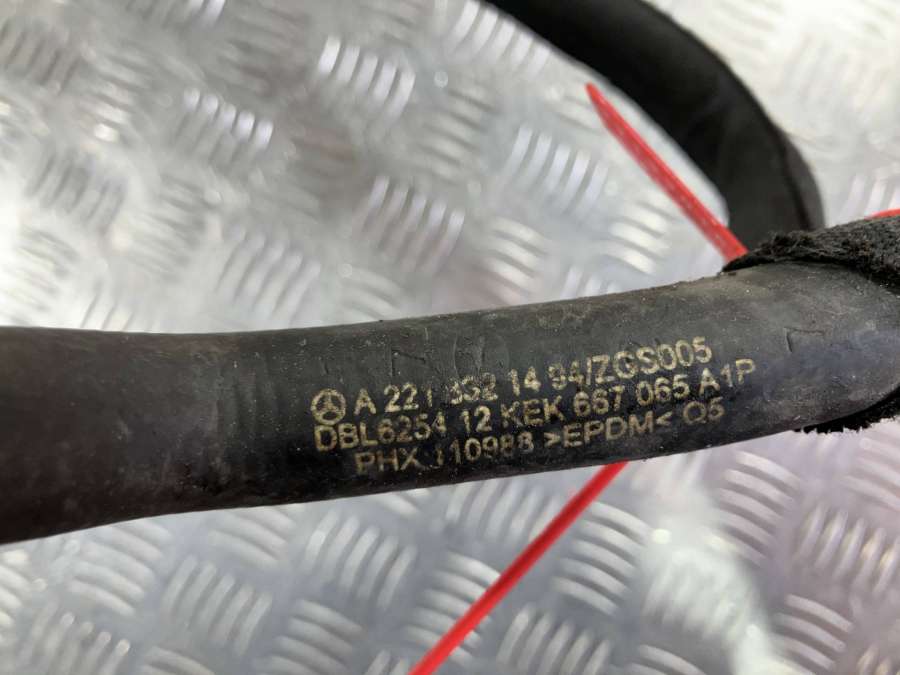 A 221 832 14 94/ZGS005
DBL6254 12 KEK 667 065 A1P
PHX 110988 >EPDM< Q5